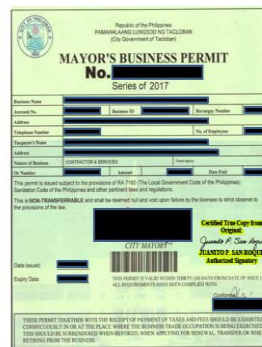 Republic of the Philippines
PAMAHALAANG LUNGSOD NG TACLOBAN
(City Government of Tacloban)
MAYOR'S BUSINESS PERMIT
No.
Series of 2017
Business Name
Account No. Business ID Barangay Number
Address
Telephone Number No. of Employees
Taxpayer's Name
Address
Nature of Business CONTRACTOR & SERVICES
Or Number Amount Date Paid
This permit is issued subject to the provisions of RA 7160 (The Local Government Code of the Philippines),
Sanitation Code of Philippines and other pertinent laws and regulations.
This is NON-TRANSFERRABLE and shall be deemed null and void upon failure by the licensee to strict observe to
the provisions of the law.
Certified True Copy from
Original:
Juanito P. San Roque
JUANITO P. SAN ROQUE
Authorized Signatory
CITY MAYOR
Date Issued:
Expiry Date:
THIS PERMIT IS VALID WITHIN THIRTY (30) DAYS FROM DATE OF ISSUE
ALL REQUIREMENTS HAVE BEEN COMPLIED WITH.
THESE PERMIT TOGETHER WITH THE RECEIPT OF PAYMENT OF TAXES AND FEES SHOULD BE EXHIBITED
CONSPICUOUSLY IN OR AT THE PLACE WHERE THE BUSINESS TRADE OCCUPATION IS BEING EXERCISED
THIS SHOULD BE SURRENDERED WHEN REVOKED, WHEN APPLYING FOR RENEWAL, TRANSFER OR WHEN
RETIRING FROM THE BUSINESS.